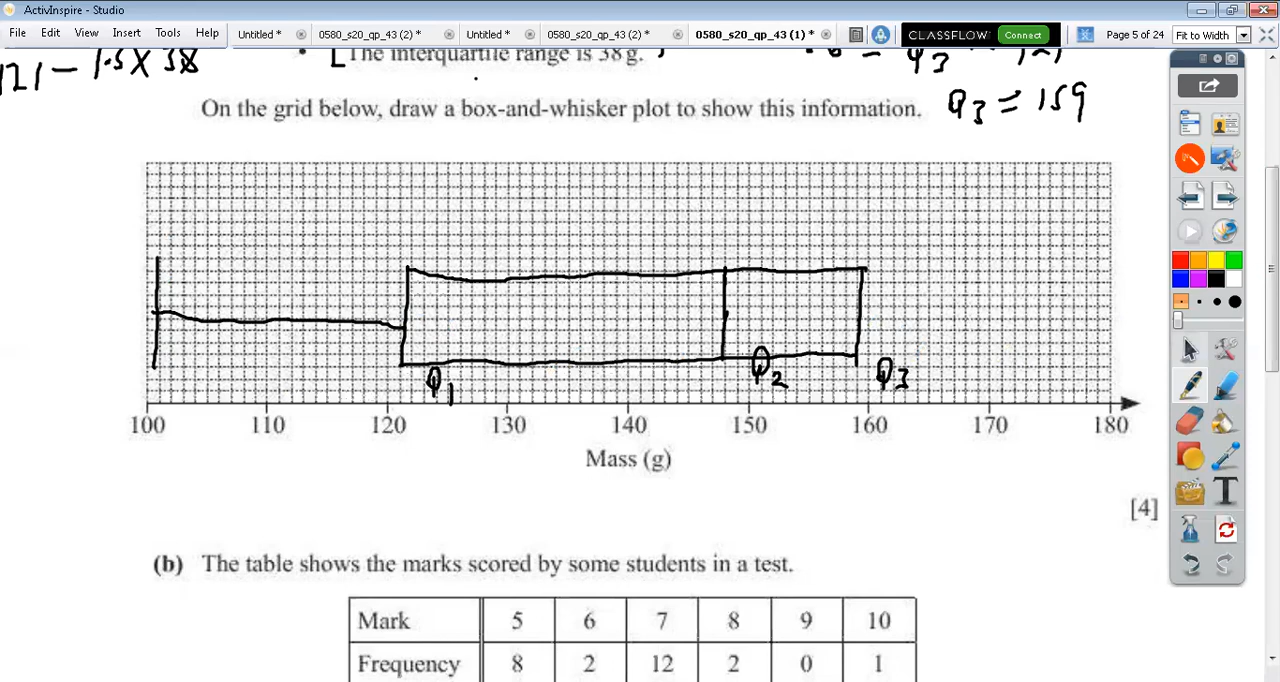 ActivInspire - Studio
File Edit View Insert Tools Help Untitled * 0580_s20_qp_43 (2) * Untitled * 0580_s20_qp_43 (2) * 0580_s20_qp_43 (1) * CLASSFLOW Connect Page 5 of 24 Fit to Width
121 - 1.5 X 38
The interquartile range is 38 g.
On the grid below, draw a box-and-whisker plot to show this information.
Q3 = 159
Q1 Q2 Q3
100 110 120 130 140 150 160 170 180
Mass (g)
[4]
(b) The table shows the marks scored by some students in a test.
Mark 5 6 7 8 9 10
Frequency 8 2 12 2 0 1